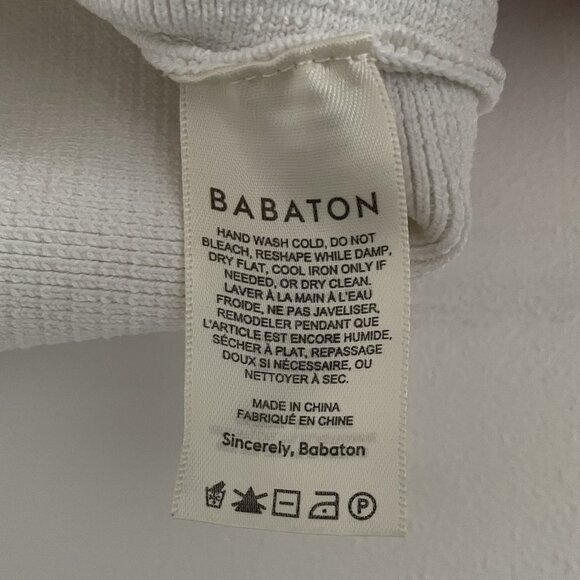 BABATON
HAND WASH COLD, DO NOT
BLEACH, RESHAPE WHILE DAMP,
DRY FLAT, COOL IRON ONLY IF
NEEDED, OR DRY CLEAN.
LAVER À LA MAIN À L'EAU
FROIDE, NE PAS JAVELISER,
REMODELER PENDANT QUE
L'ARTICLE EST ENCORE HUMIDE,
SÉCHER À PLAT, REPASSAGE
DOUX SI NÉCESSAIRE, OU
NETTOYER À SEC.
MADE IN CHINA
FABRIQUÉ EN CHINE
Sincerely, Babaton
P